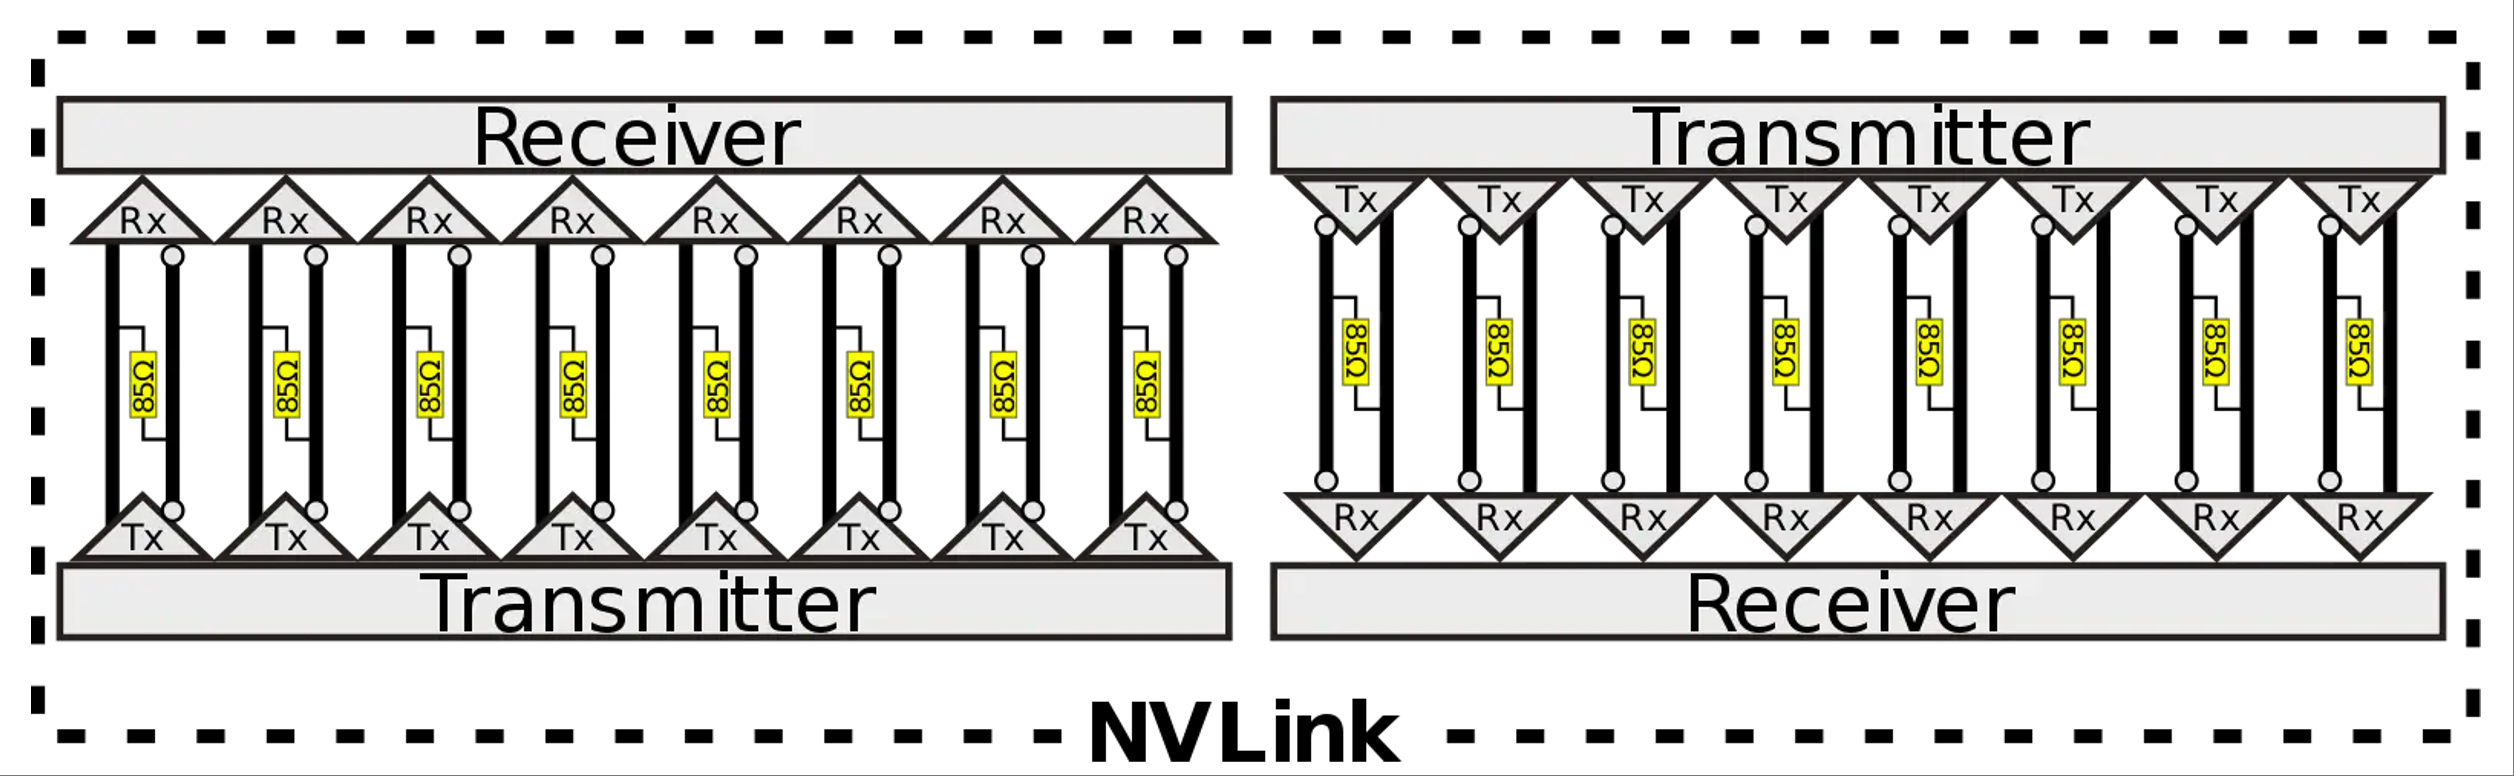 Receiver Transmitter
Rx Rx Rx Rx Rx Rx Rx Rx Tx Tx Tx Tx Tx Tx Tx Tx
85Ω 85Ω 85Ω 85Ω 85Ω 85Ω 85Ω 85Ω 85Ω 85Ω 85Ω 85Ω 85Ω 85Ω 85Ω 85Ω
Tx Tx Tx Tx Tx Tx Tx Tx Rx Rx Rx Rx Rx Rx Rx Rx
Transmitter Receiver
NVLink